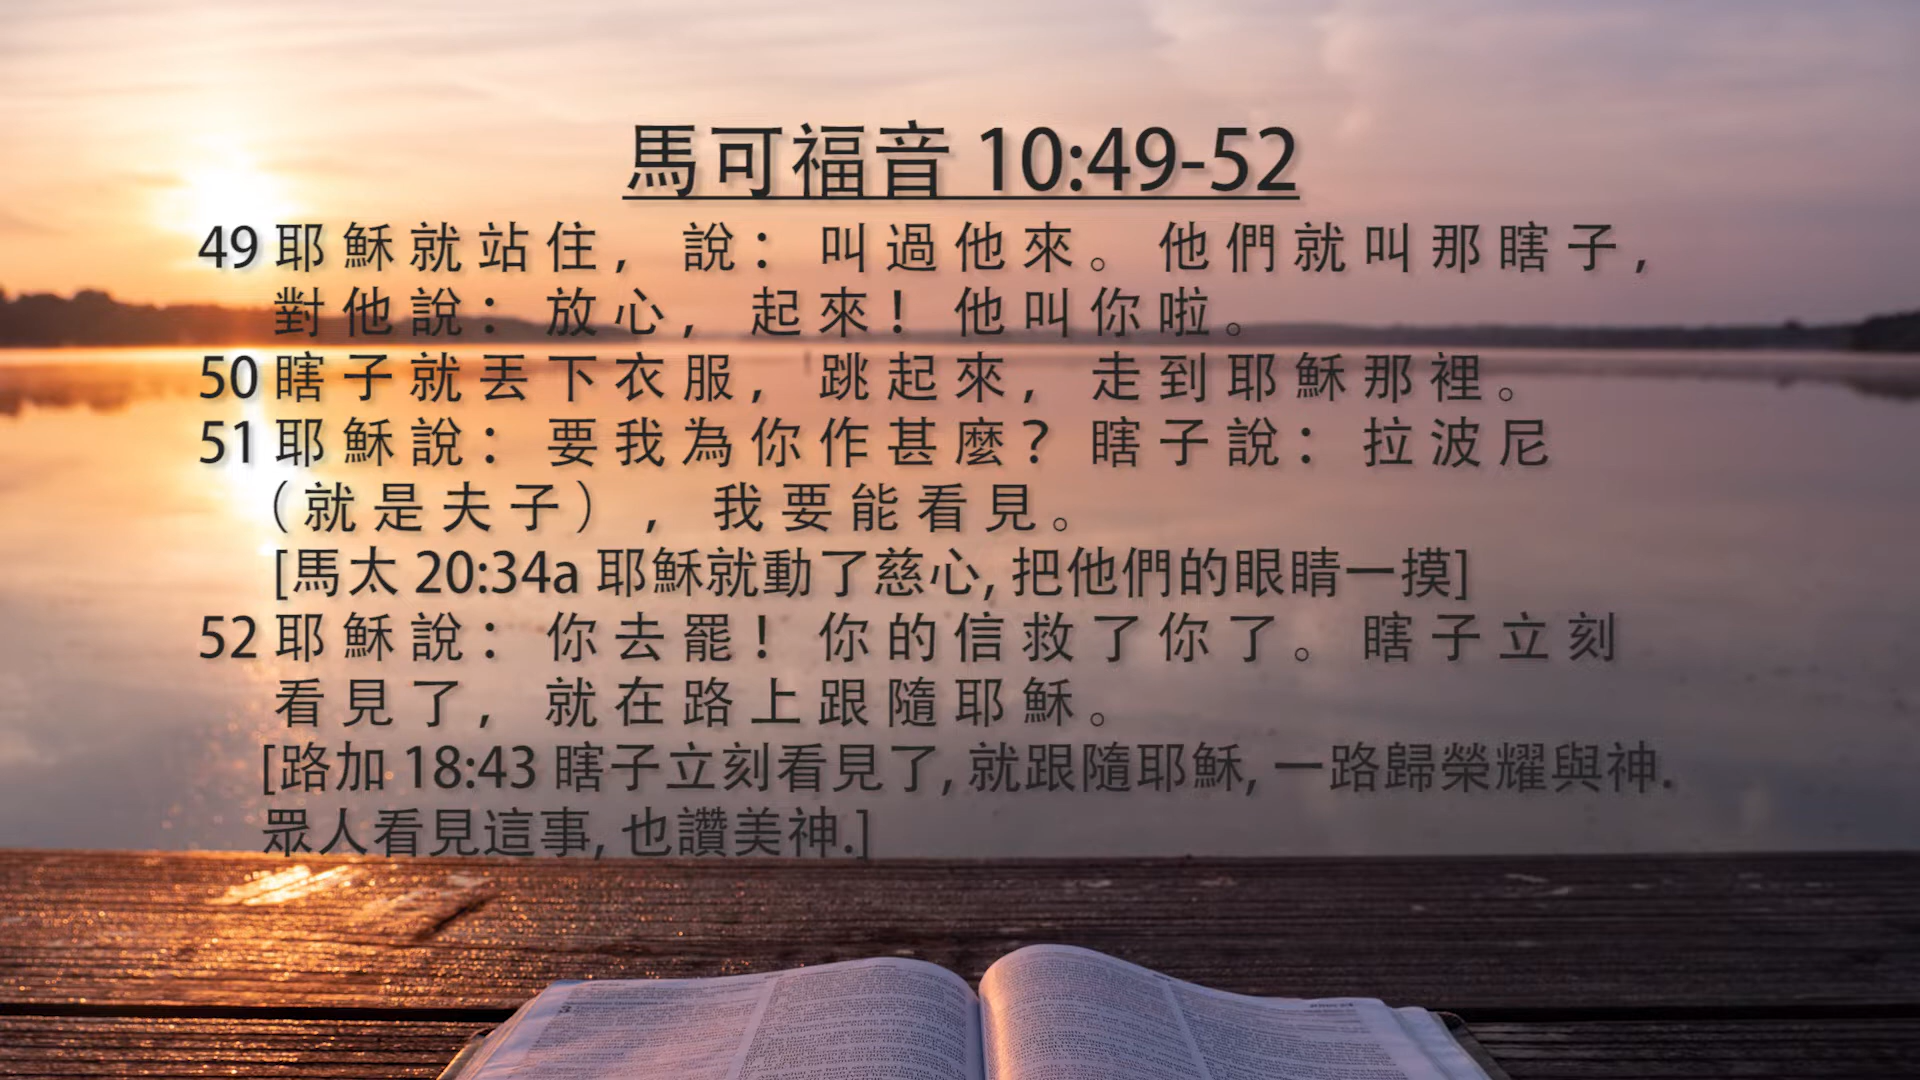 馬可福音 10:49-52
49 耶穌就站住，說：叫過他來。他們就叫那瞎子，
對他說：放心，起來！他叫你啦。
50 瞎子就丟下衣服，跳起來，走到耶穌那裡。
51 耶穌說：要我為你作甚麼？瞎子說：拉波尼
（就是夫子），我要能看見。
[馬太 20:34a 耶穌就動了慈心, 把他們的眼睛一摸]
52 耶穌說：你去罷！你的信救了你了。瞎子立刻
看見了，就在路上跟隨耶穌。
[路加 18:43 瞎子立刻看見了, 就跟隨耶穌, 一路歸榮耀與神.
眾人看見這事, 也讚美神.]